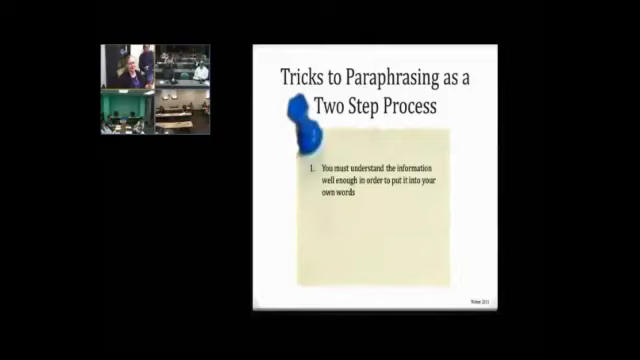 Tricks to Paraphrasing as a
Two Step Process
1. You must understand the information
well enough in order to put it into your
own words